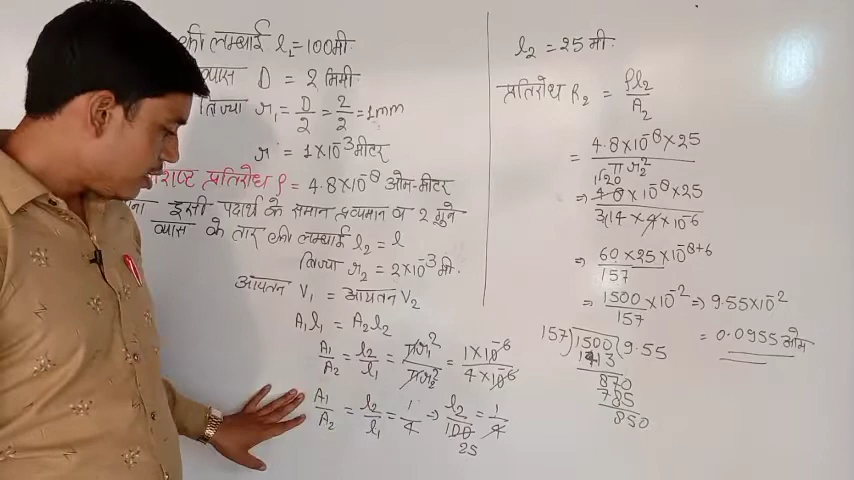 की लम्बाई l₁ = 100 मी.
व्यास D = 2 मिमी.
त्रिज्या r₁ = D/2 = 2/2 = 1mm
r = 1×10⁻³ मीटर
प्रतिरोध ρ = 4.8×10⁻⁸ ओम-मीटर
इसी पदार्थ के समान द्रव्यमान व 2 गुने
व्यास के तार की लम्बाई l₂ = l
त्रिज्या r₂ = 2×10⁻³ मी.
आयतन V₁ = आयतन V₂
A₁l₁ = A₂l₂
A₁/A₂ = l₂/l₁ = πr₁²/πr₂² = 1×10⁻⁶/4×10⁻⁶
A₁/A₂ = l₂/l₁ = 1/4 ⇒ l₂/100 = 1/4
25
l₂ = 25 मी.
प्रतिरोध R₂ = ρl₂/A₂
= 4.8×10⁻⁸×25/πr₂²
⇒ 4.8×10⁻⁸×25/3.14×4×10⁻⁶
⇒ 60×25×10⁻⁸⁺⁶/157
⇒ 1500/157 ×10⁻² ⇒ 9.55×10⁻²
= 0.0955 ओम
157)1500(9.55
1413
870
785
850